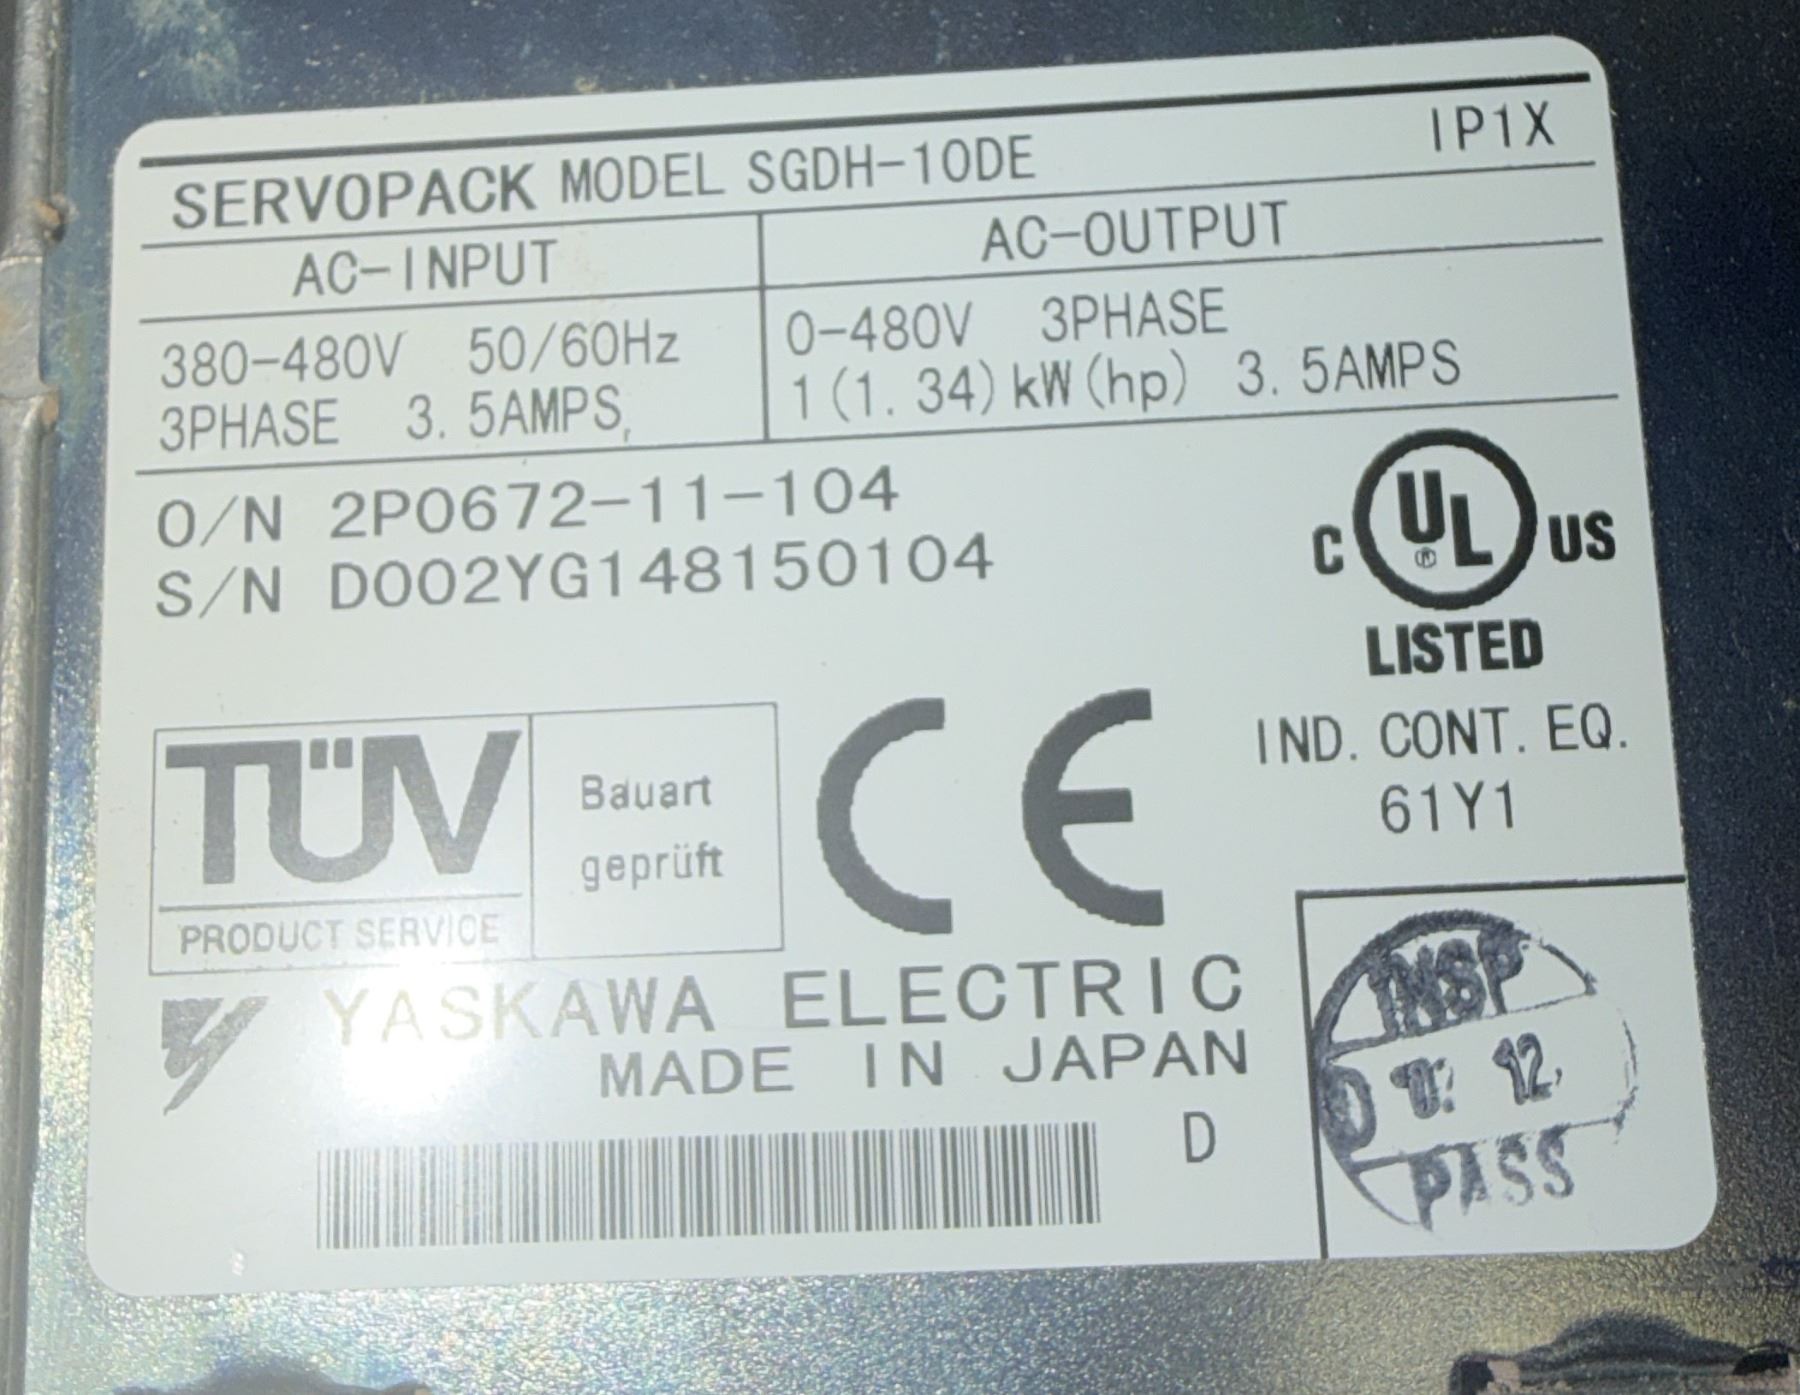 SERVOPACK MODEL SGDH-10DE IP1X
AC-INPUT
380-480V 50/60Hz
3PHASE 3.5AMPS,
AC-OUTPUT
0-480V 3PHASE
1(1.34)kW(hp) 3.5AMPS
O/N 2P0672-11-104
S/N D002YG148150104
C UL® US
LISTED
IND. CONT. EQ.
61Y1
TÜV
PRODUCT SERVICE
Bauart
geprüft
CE
YASKAWA ELECTRIC
MADE IN JAPAN
D
INSP
12
PASS